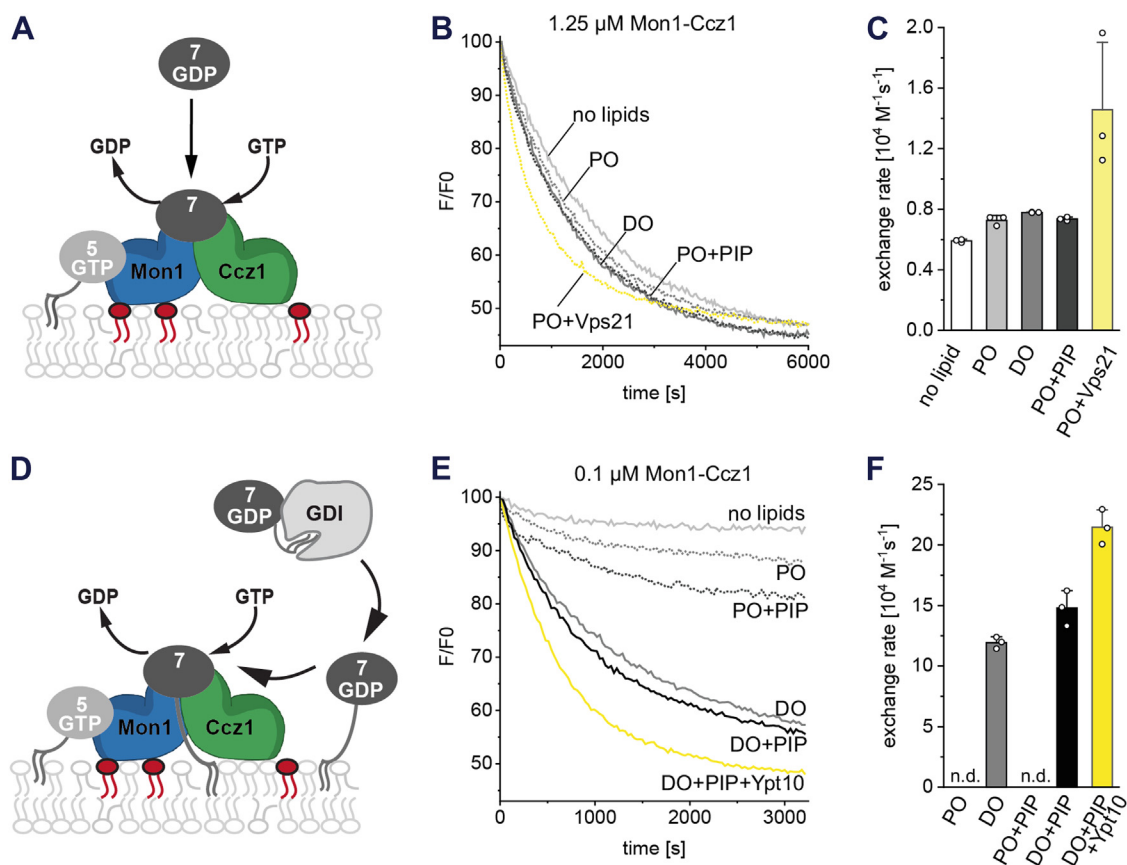 A
7
GDP
GDP
GTP
7
5
GTP
Mon1
Ccz1
B
1.25 µM Mon1-Ccz1
100
90
80
70
60
50
F/F0
no lipids
PO
DO
PO+PIP
PO+Vps21
0
2000
4000
6000
time [s]
C
exchange rate [10⁴ M⁻¹s⁻¹]
2.0
1.6
1.2
0.8
0.4
0.0
no lipid
PO
DO
PO+PIP
PO+Vps21
D
7
GDP
GDI
GDP
GTP
7
7
GDP
5
GTP
Mon1
Ccz1
E
0.1 µM Mon1-Ccz1
100
90
80
70
60
50
F/F0
no lipids
PO
PO+PIP
DO
DO+PIP
DO+PIP+Ypt10
0
1000
2000
3000
time [s]
F
exchange rate [10⁴ M⁻¹s⁻¹]
25
20
15
10
5
0
n.d.
n.d.
PO
DO
PO+PIP
DO+PIP
DO+PIP
+Ypt10